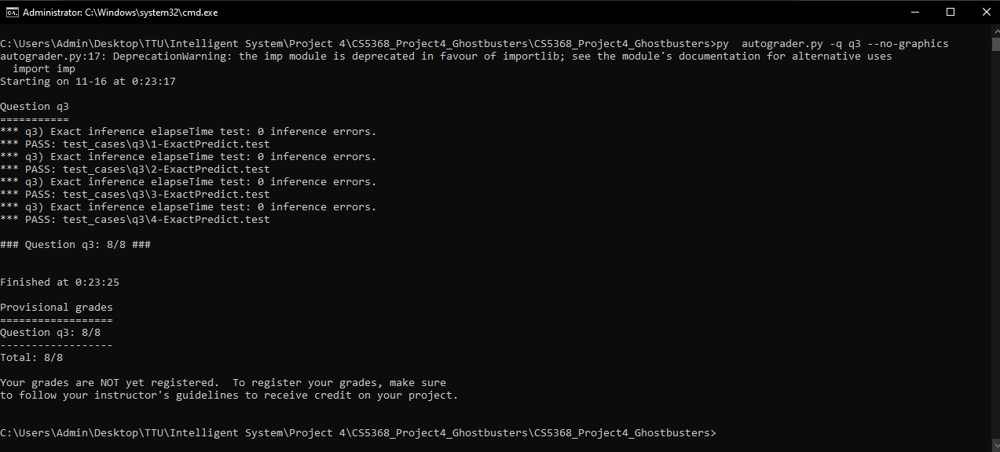 Administrator: C:\Windows\system32\cmd.exe
C:\Users\Admin\Desktop\TTU\Intelligent System\Project 4\CS5368_Project4_Ghostbusters\CS5368_Project4_Ghostbusters>py  autograder.py -q q3 --no-graphics
autograder.py:17: DeprecationWarning: the imp module is deprecated in favour of importlib; see the module's documentation for alternative uses
  import imp
Starting on 11-16 at 0:23:17
Question q3
===========
*** q3) Exact inference elapseTime test: 0 inference errors.
*** PASS: test_cases\q3\1-ExactPredict.test
*** q3) Exact inference elapseTime test: 0 inference errors.
*** PASS: test_cases\q3\2-ExactPredict.test
*** q3) Exact inference elapseTime test: 0 inference errors.
*** PASS: test_cases\q3\3-ExactPredict.test
*** q3) Exact inference elapseTime test: 0 inference errors.
*** PASS: test_cases\q3\4-ExactPredict.test
### Question q3: 8/8 ###
Finished at 0:23:25
Provisional grades
==================
Question q3: 8/8
------------------
Total: 8/8
Your grades are NOT yet registered.  To register your grades, make sure
to follow your instructor's guidelines to receive credit on your project.
C:\Users\Admin\Desktop\TTU\Intelligent System\Project 4\CS5368_Project4_Ghostbusters\CS5368_Project4_Ghostbusters>